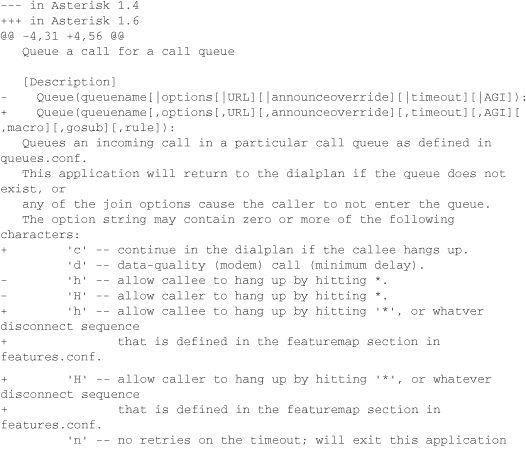 --- in Asterisk 1.4
+++ in Asterisk 1.6
@@ -4,31 +4,56 @@
Queue a call for a call queue
[Description]
- Queue(queuename[|options[|URL][|announceoverride][|timeout][|AGI]):
+ Queue(queuename[,options[,URL][,announceoverride][,timeout][,AGI][
,macro][,gosub][,rule]):
Queues an incoming call in a particular call queue as defined in
queues.conf.
This application will return to the dialplan if the queue does not
exist, or
any of the join options cause the caller to not enter the queue.
The option string may contain zero or more of the following
characters:
+ 'c' -- continue in the dialplan if the callee hangs up.
'd' -- data-quality (modem) call (minimum delay).
- 'h' -- allow callee to hang up by hitting *.
- 'H' -- allow caller to hang up by hitting *.
+ 'h' -- allow callee to hang up by hitting '*', or whatver
disconnect sequence
+ that is defined in the featuremap section in
features.conf.
+ 'H' -- allow caller to hang up by hitting '*', or whatever
disconnect sequence
+ that is defined in the featuremap section in
features.conf.
'n' -- no retries on the timeout; will exit this application